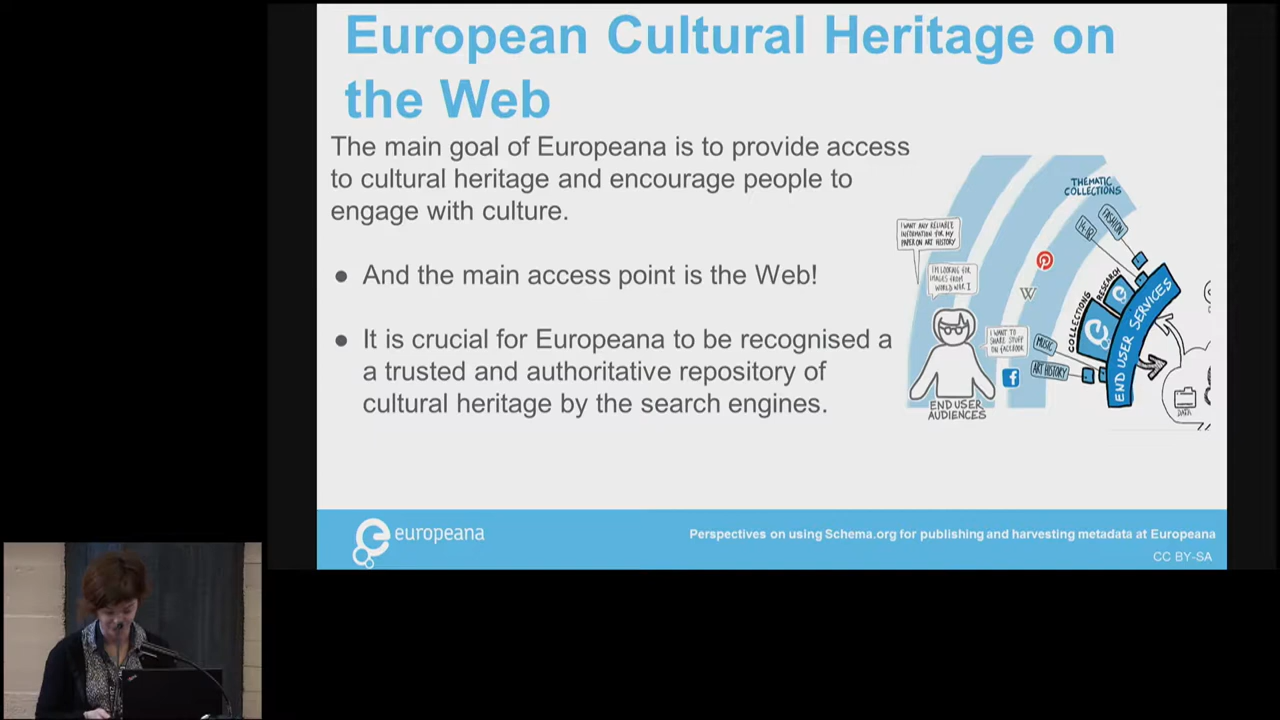 European Cultural Heritage on
the Web
The main goal of Europeana is to provide access
to cultural heritage and encourage people to
engage with culture.
● And the main access point is the Web!
● It is crucial for Europeana to be recognised a
a trusted and authoritative repository of
cultural heritage by the search engines.
THEMATIC
COLLECTIONS
FASHION
14-18
I WANT ANY RELIABLE
INFORMATION FOR MY
PAPER ON ART HISTORY
I'M LOOKING FOR
IMAGES FROM
WORLD WAR I
W
I WANT TO
SHARE STUFF
ON FACEBOOK
f
MUSIC
ART HISTORY
COLLECTIONS
RESEARCH
END USER SERVICES
END USER
AUDIENCES
DATA
europeana
Perspectives on using Schema.org for publishing and harvesting metadata at Europeana
CC BY-SA